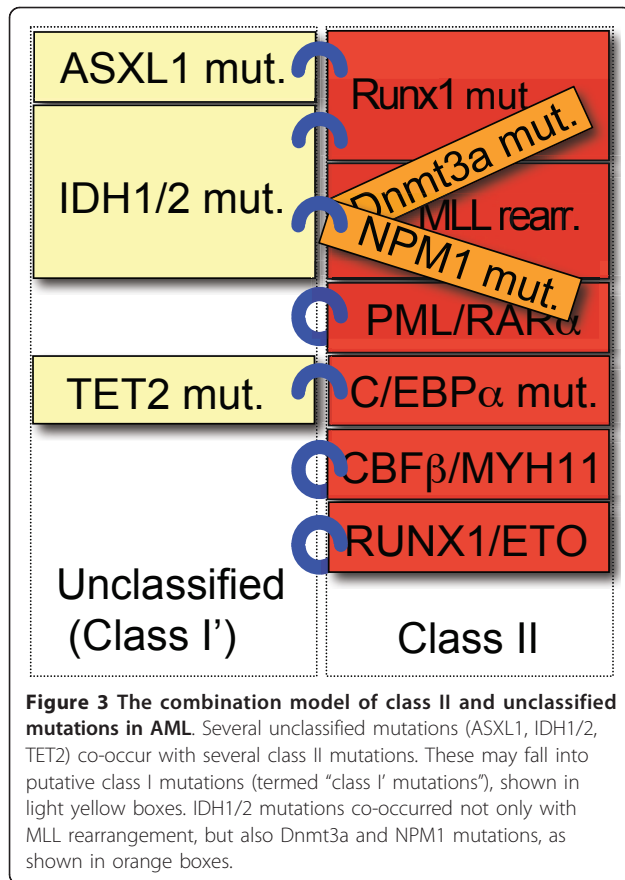 ASXL1 mut.
IDH1/2 mut.
TET2 mut.
Unclassified
(Class I’)
Runx1 mut
Dnmt3a mut.
MLL rearr.
NPM1 mut.
PML/RARα
C/EBPα mut.
CBFβ/MYH11
RUNX1/ETO
Class II
Figure 3 The combination model of class II and unclassified
mutations in AML. Several unclassified mutations (ASXL1, IDH1/2,
TET2) co-occur with several class II mutations. These may fall into
putative class I mutations (termed “class I’ mutations”), shown in
light yellow boxes. IDH1/2 mutations co-occurred not only with
MLL rearrangement, but also Dnmt3a and NPM1 mutations, as
shown in orange boxes.